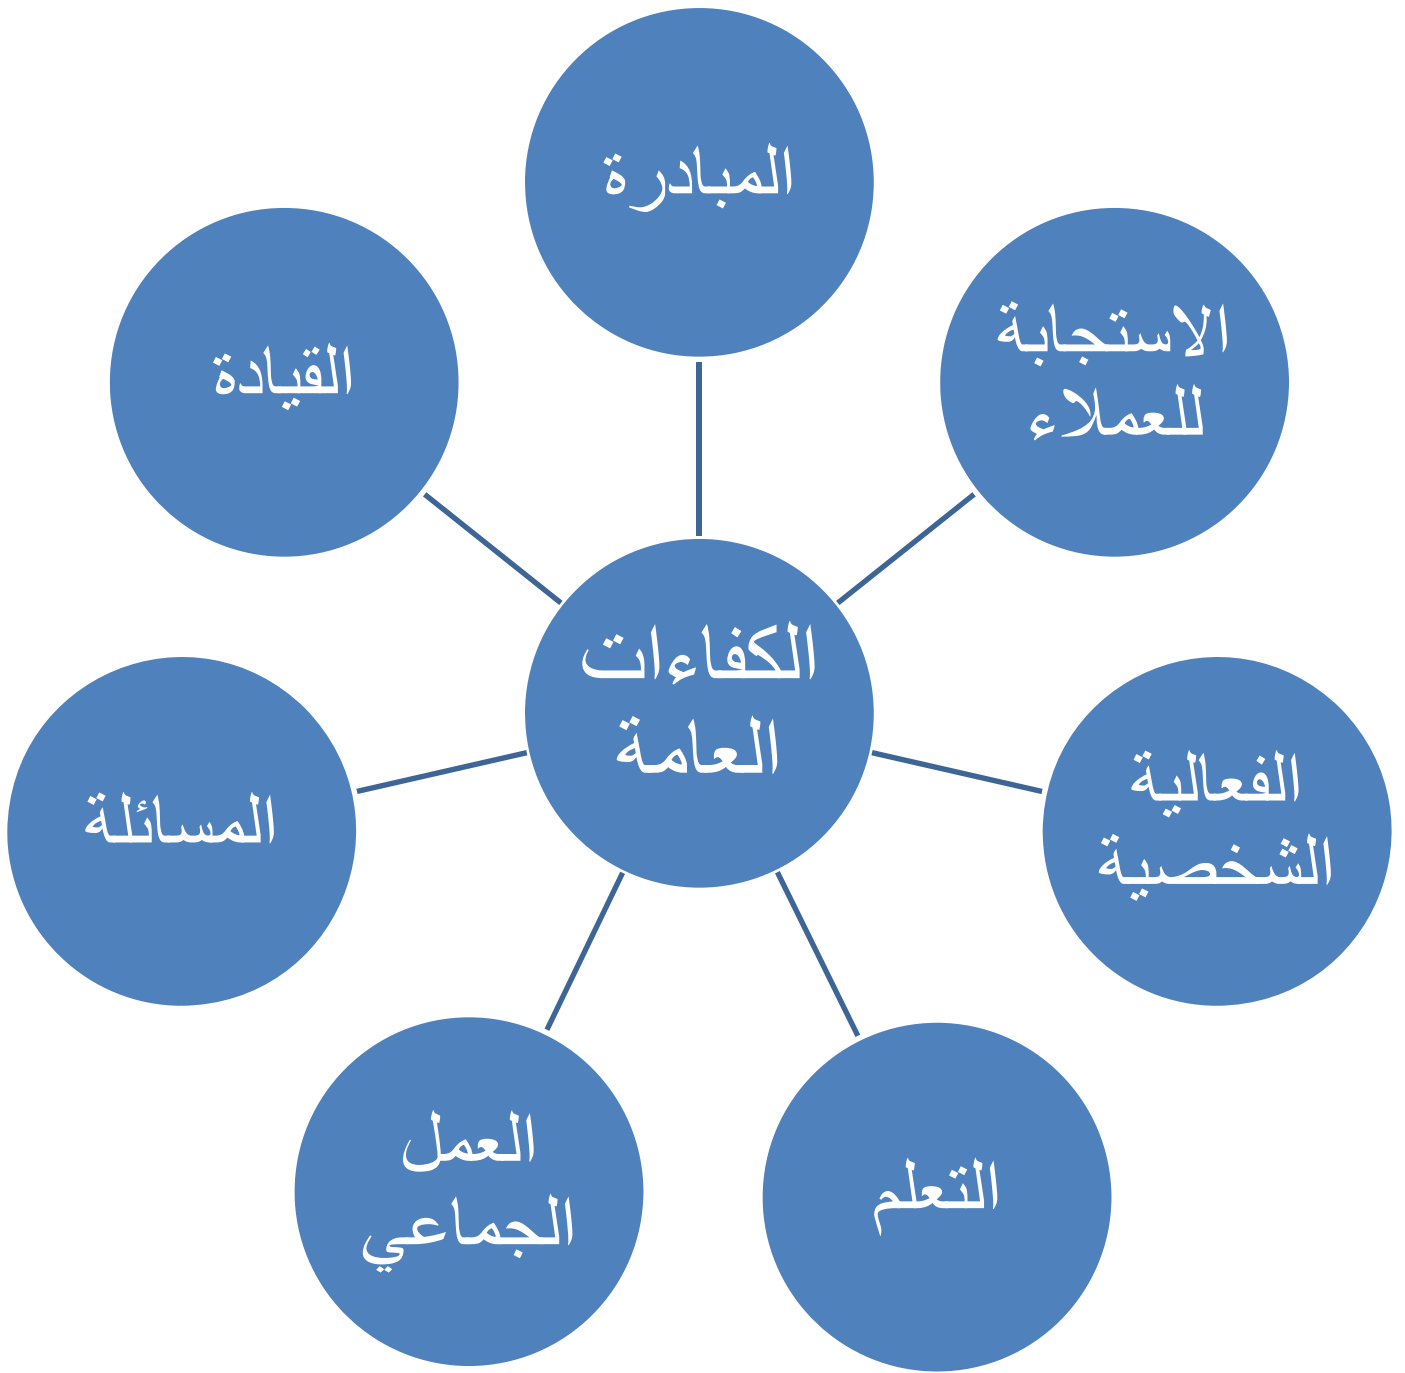 المبادرة
الاستجابة
للعملاء
الفعالية
الشخصية
التعلم
العمل
الجماعي
المسائلة
القيادة
الكفاءات
العامة